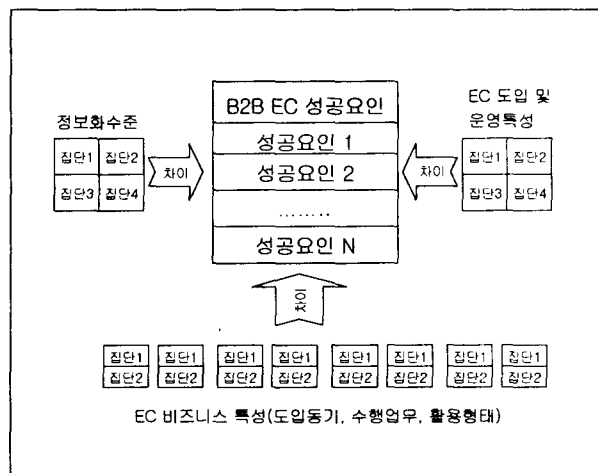 B2B EC 성공요인
성공요인 1
성공요인 2
........
성공요인 N
정보화수준
집단1 집단2
집단3 집단4
차이
EC 도입 및
운영특성
집단1 집단2
집단3 집단4
차이
차이
집단1 집단1 집단1 집단1 집단1 집단1 집단1 집단1
집단2 집단2 집단2 집단2 집단2 집단2 집단2 집단2
EC 비즈니스 특성(도입동기, 수행업무, 활용형태)